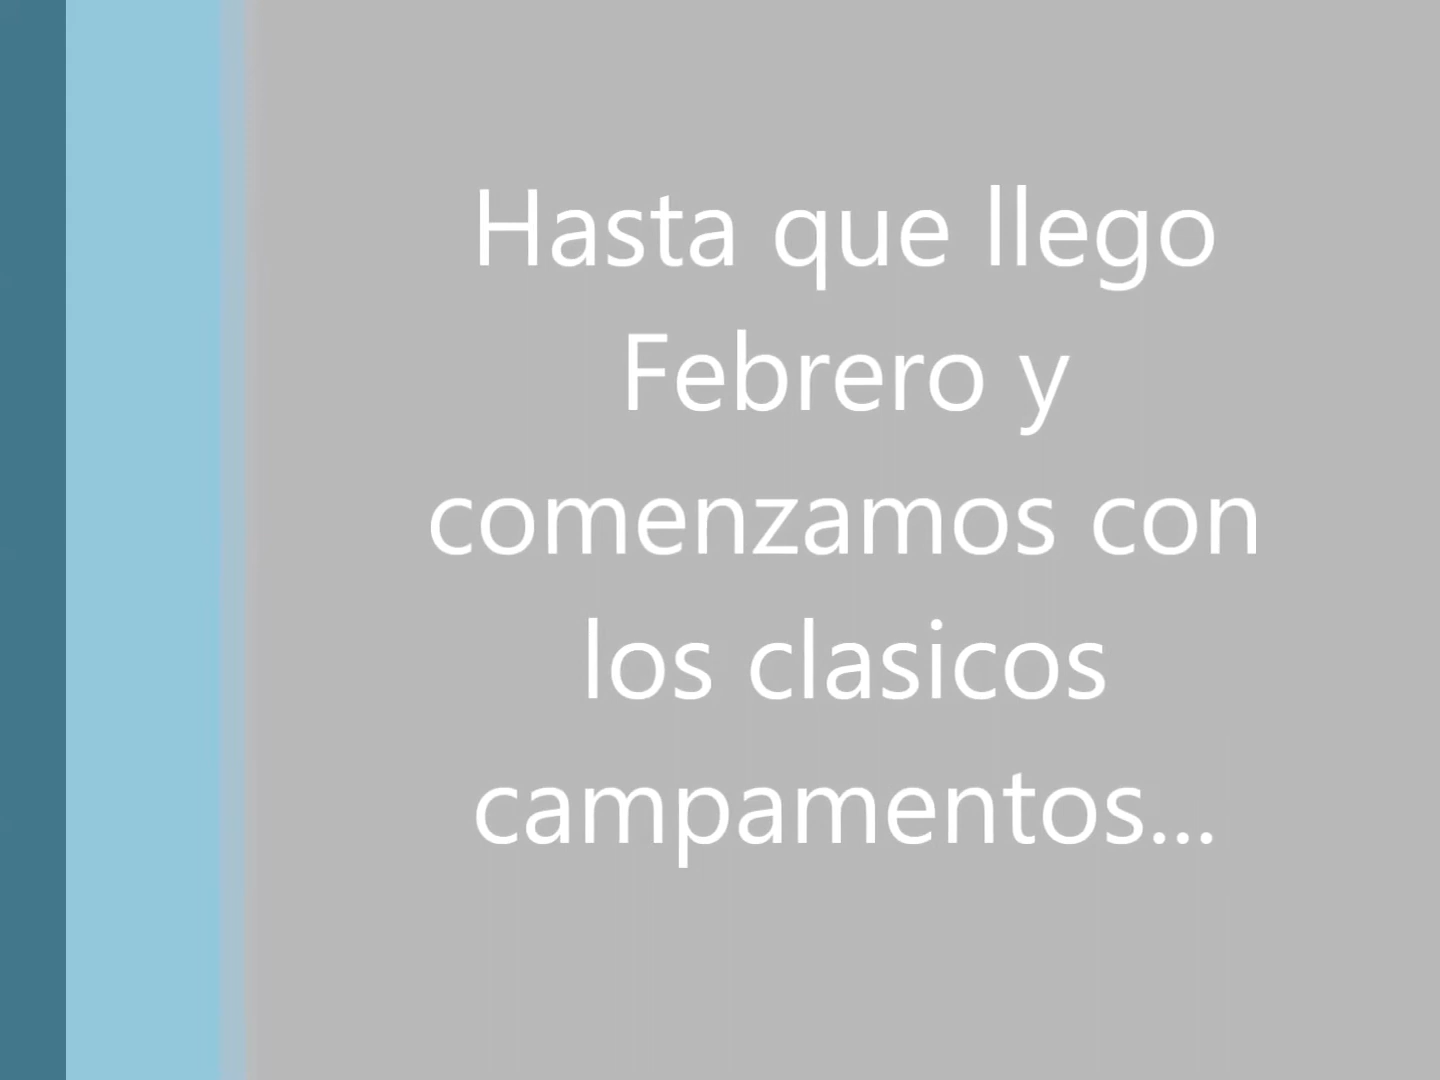 Hasta que llego
Febrero y
comenzamos con
los clasicos
campamentos...